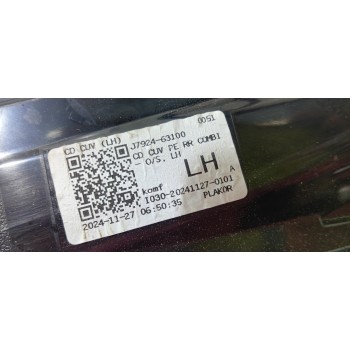 CD CUV (LH)
J7924-63100
0051
CD CUV PE RR COMBI
- O/S, LH
LH
A
komf
I030-20241127-0101
2024-11-27 06:50:35
PLAKOR